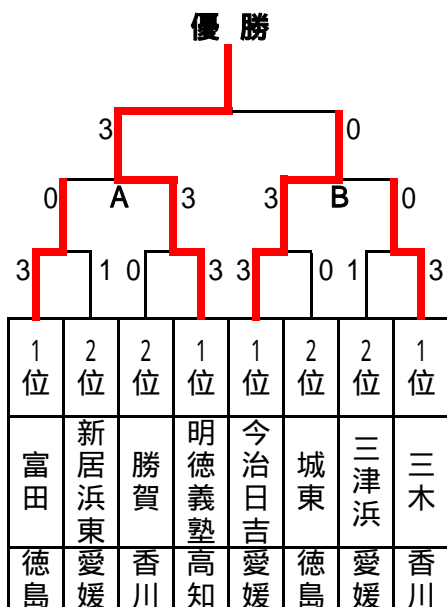 優 勝
3 0
0 A 3 3 B 0
3 1 0 3 3 0 1 3
1位 2位 2位 1位 1位 2位 2位 1位
富田 新居浜東 勝賀 明徳義塾 今治日吉 城東 三津浜 三木
徳島 愛媛 香川 高知 愛媛 徳島 愛媛 香川